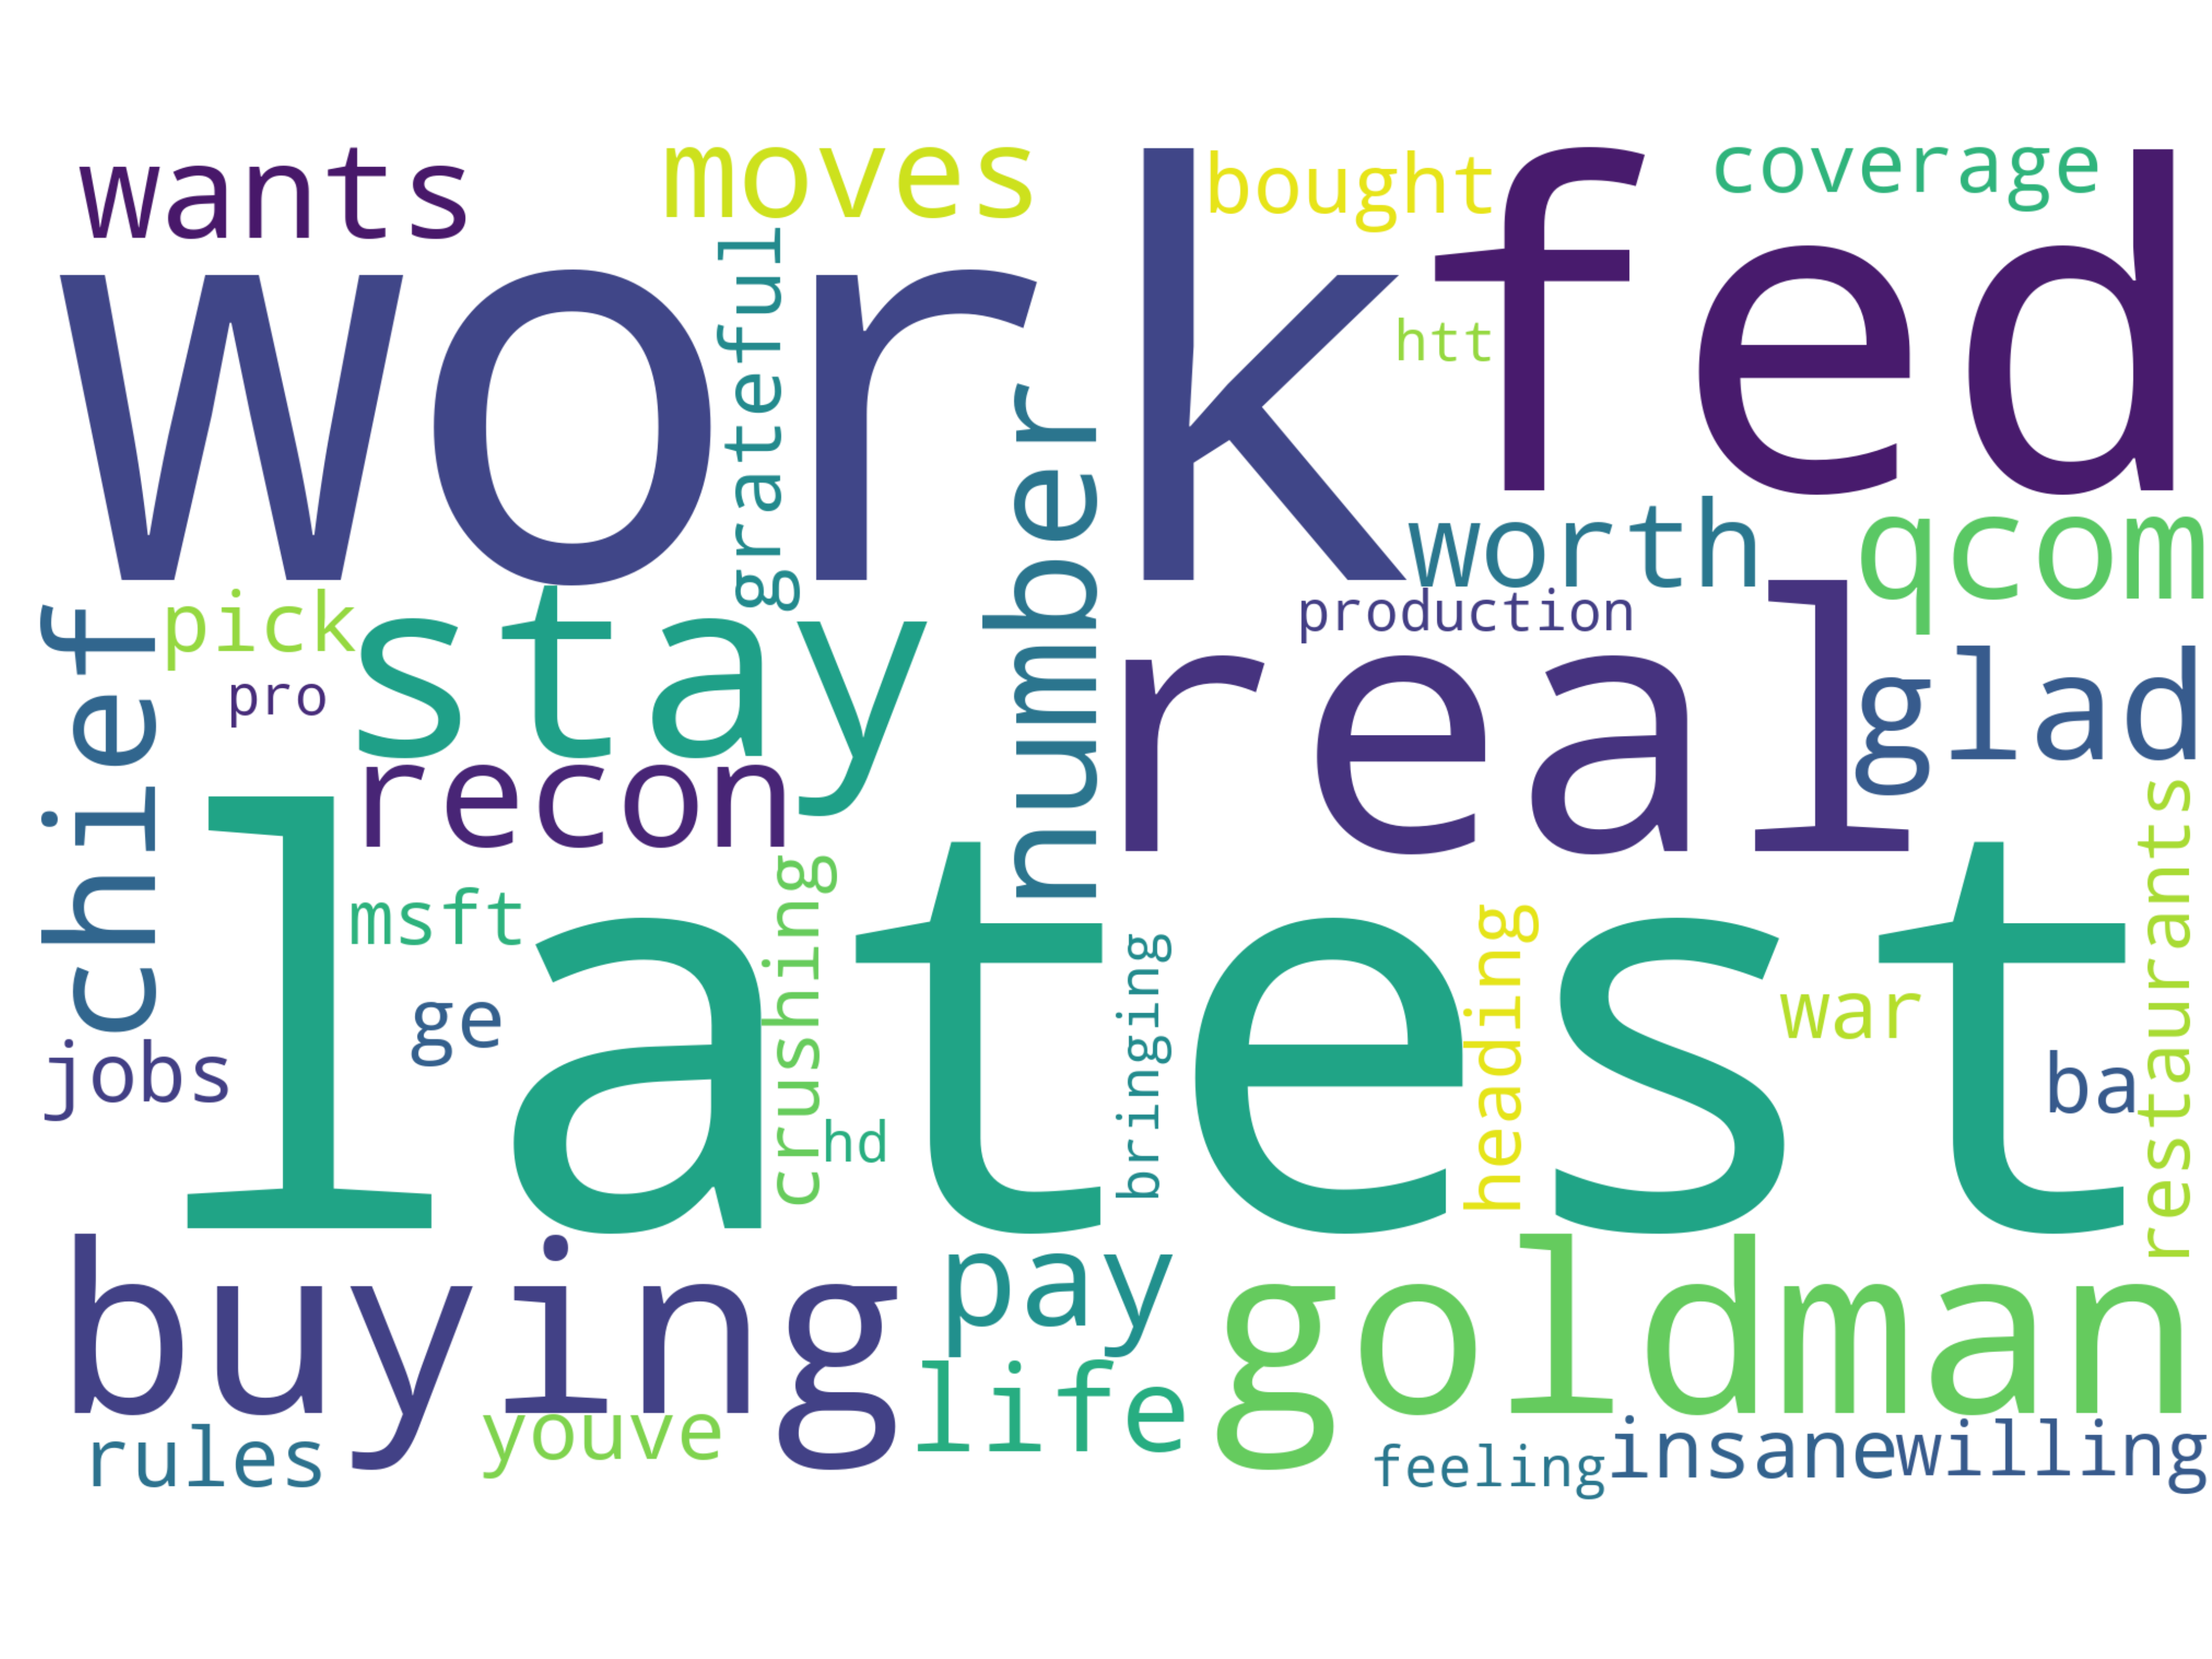 wants
moves
bought
coverage
work
fed
grateful
htt
number
worth
qcom
production
pick
stay
pro
real
glad
chief
recon
latest
msft
crushing
ge
jobs
hd
bringing
heading
war
ba
restaurants
buying
pay
goldman
life
youve
rules
feeling
insane
willing